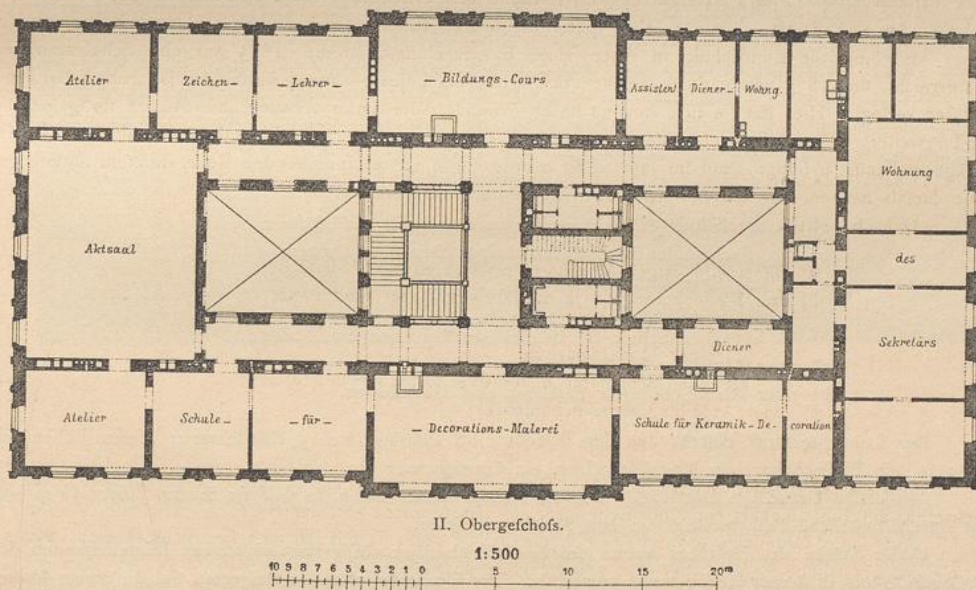 Atelier
Zeichen-
- Lehrer -
- Bildungs-Cours
Assistent
Diener-
Wohng.
Wohnung
Aktsaal
des
Diener
Sekretärs
Atelier
Schule-
- für -
- Decorations-Malerei
Schule für Keramik-De-
coration
II. Obergeſchoſs.
1:500
10 9 8 7 6 5 4 3 2 1 0 5 10 15 20m